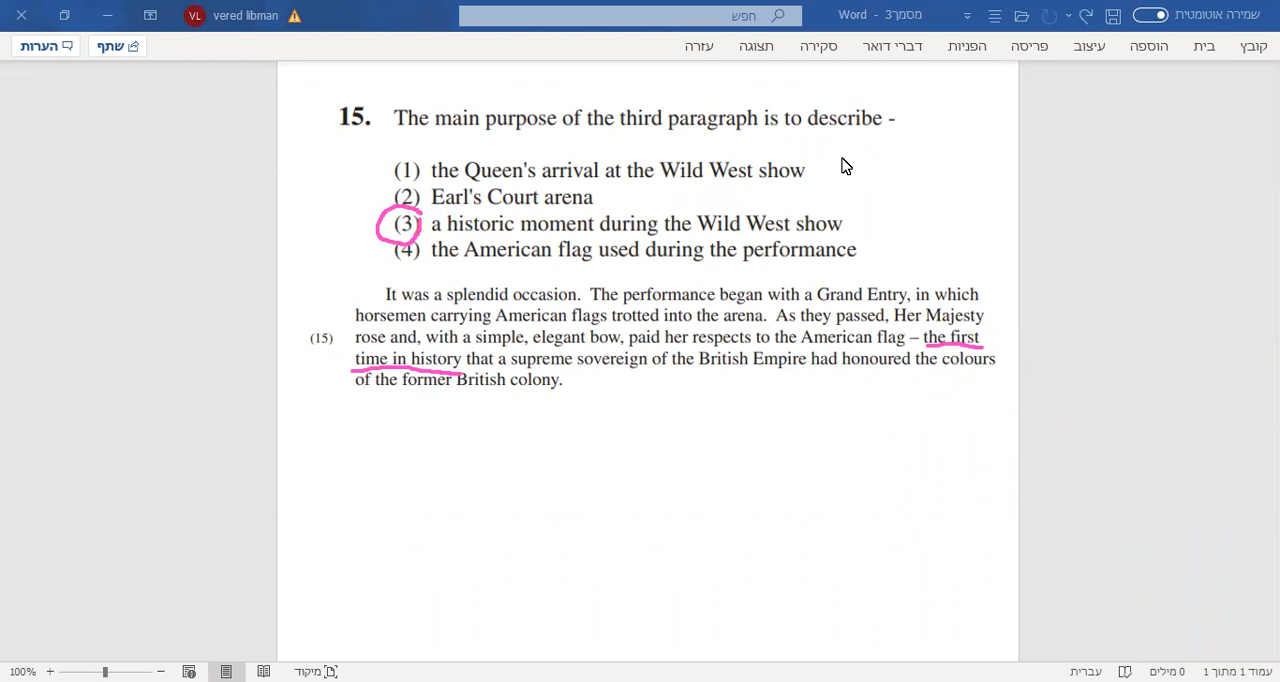 vered libman
VL
חפש
מסמך3 - Word
שמירה אוטומטית
קובץ
בית
הוספה
עיצוב
פריסה
הפניות
דברי דואר
סקירה
תצוגה
עזרה
שתף
הערות
15. The main purpose of the third paragraph is to describe -
(1) the Queen's arrival at the Wild West show
(2) Earl's Court arena
(3) a historic moment during the Wild West show
(4) the American flag used during the performance
It was a splendid occasion. The performance began with a Grand Entry, in which
horsemen carrying American flags trotted into the arena. As they passed, Her Majesty
(15) rose and, with a simple, elegant bow, paid her respects to the American flag – the first
time in history that a supreme sovereign of the British Empire had honoured the colours
of the former British colony.
עמוד 1 מתוך 1
0 מילים
עברית
מיקוד
100%